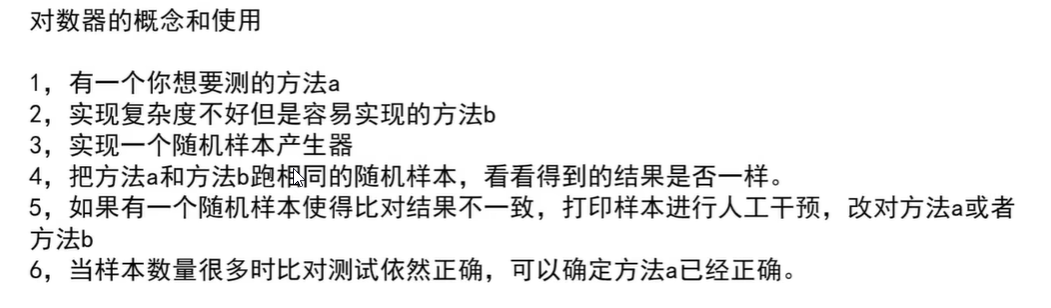 对数器的概念和使用
1，有一个你想要测的方法a
2，实现复杂度不好但是容易实现的方法b
3，实现一个随机样本产生器
4，把方法a和方法b跑相同的随机样本，看看得到的结果是否一样。
5，如果有一个随机样本使得比对结果不一致，打印样本进行人工干预，改对方法a或者
方法b
6，当样本数量很多时比对测试依然正确，可以确定方法a已经正确。